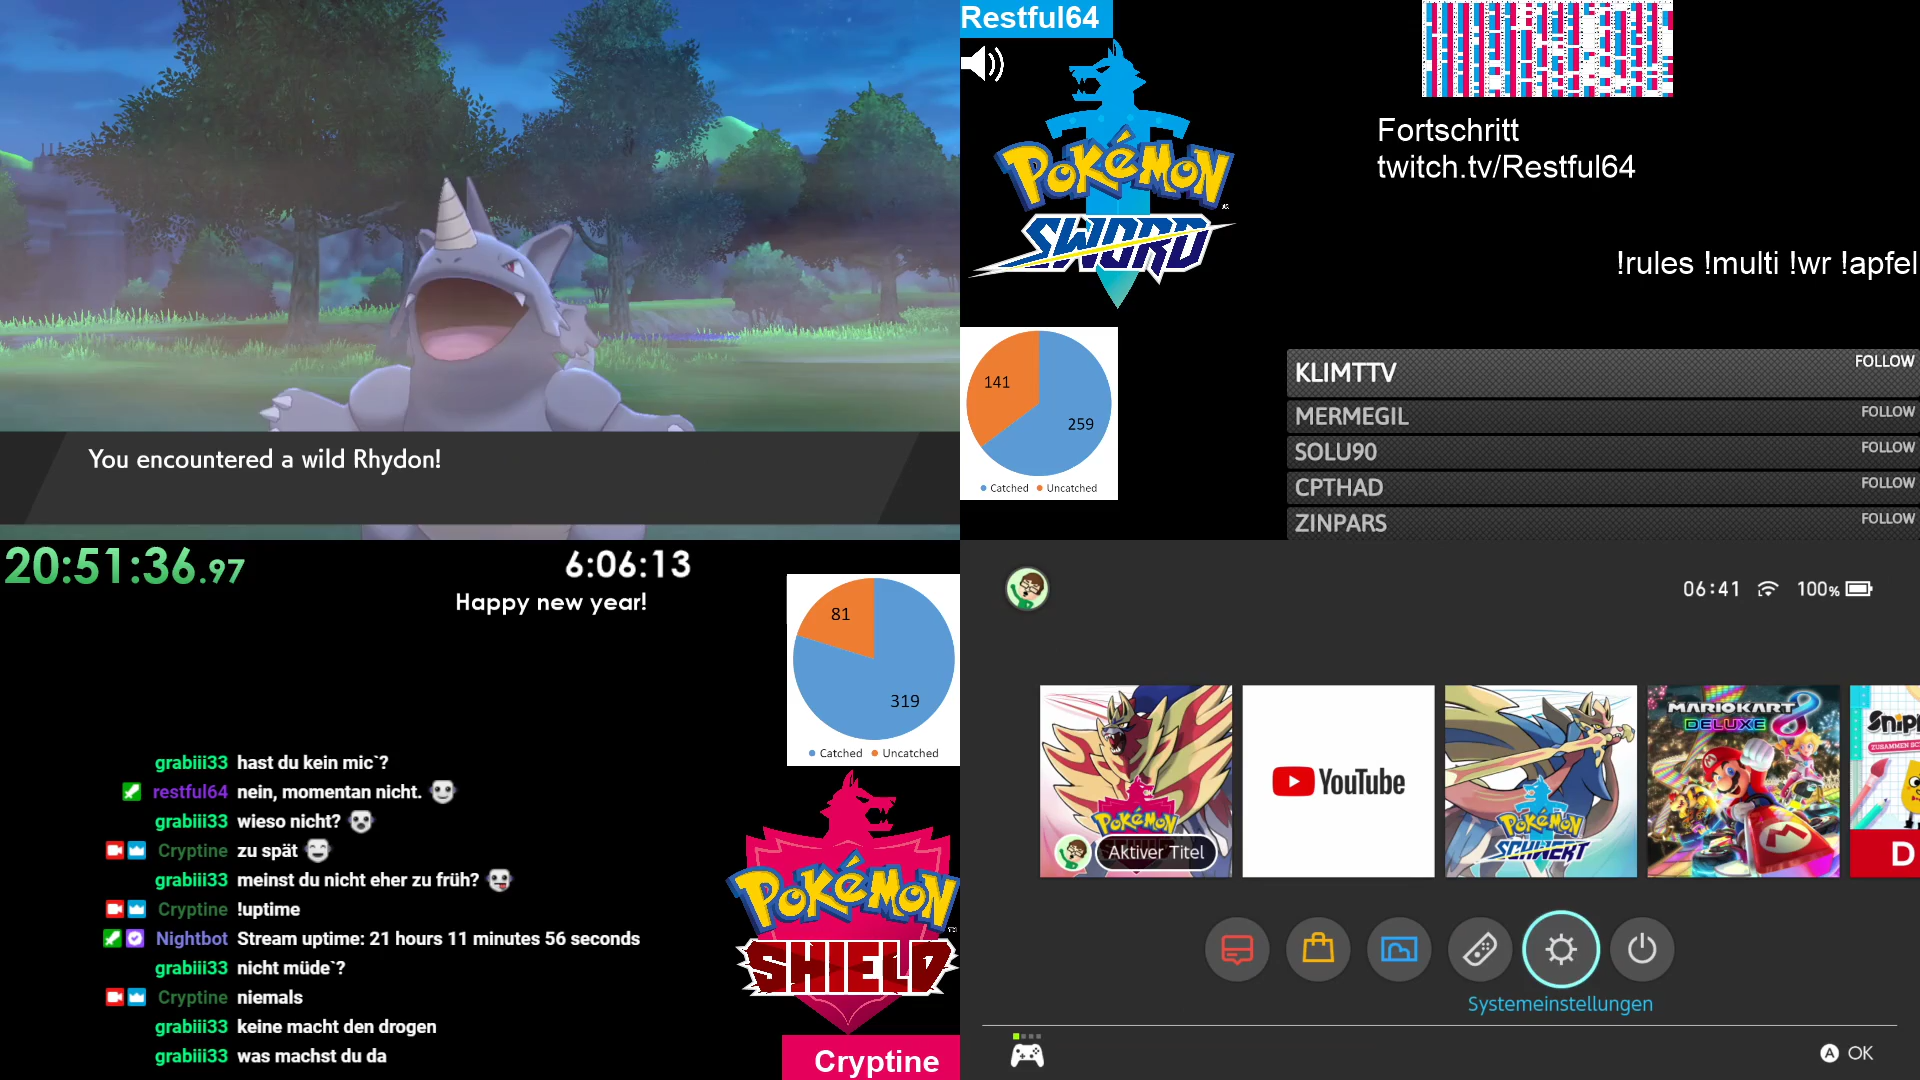 You encountered a wild Rhydon!
Restful64
POKÉMON
SWORD
Fortschritt
twitch.tv/Restful64
!rules !multi !wr !apfel
141
259
Catched Uncatched
KLIMTTV FOLLOW
MERMEGIL FOLLOW
SOLU90 FOLLOW
CPTHAD FOLLOW
ZINPARS FOLLOW
20:51:36.97
6:06:13
Happy new year!
81
319
Catched Uncatched
grabiii33 hast du kein mic`?
restful64 nein, momentan nicht.
grabiii33 wieso nicht?
Cryptine zu spät
grabiii33 meinst du nicht eher zu früh?
Cryptine !uptime
Nightbot Stream uptime: 21 hours 11 minutes 56 seconds
grabiii33 nicht müde`?
Cryptine niemals
grabiii33 keine macht den drogen
grabiii33 was machst du da
POKÉMON
SHIELD
Cryptine
06:41 100%
POKÉMON
Aktiver Titel
YouTube
POKÉMON
SCHWERT
MARIOKART 8
DELUXE
Snip
ZUSAMMEN SC
D
Systemeinstellungen
A OK